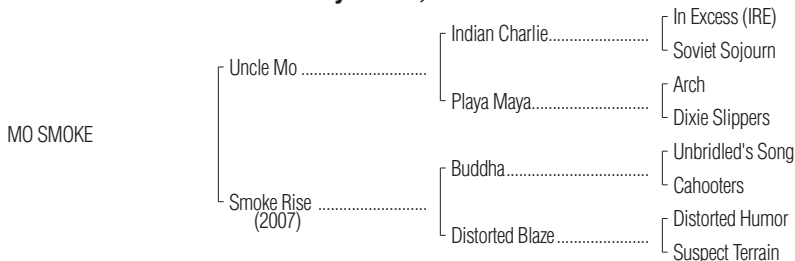 In Excess (IRE)
Indian Charlie
Soviet Sojourn
Uncle Mo
Arch
Playa Maya
Dixie Slippers
MO SMOKE
Unbridled's Song
Buddha
Cahooters
Smoke Rise
(2007)
Distorted Humor
Distorted Blaze
Suspect Terrain